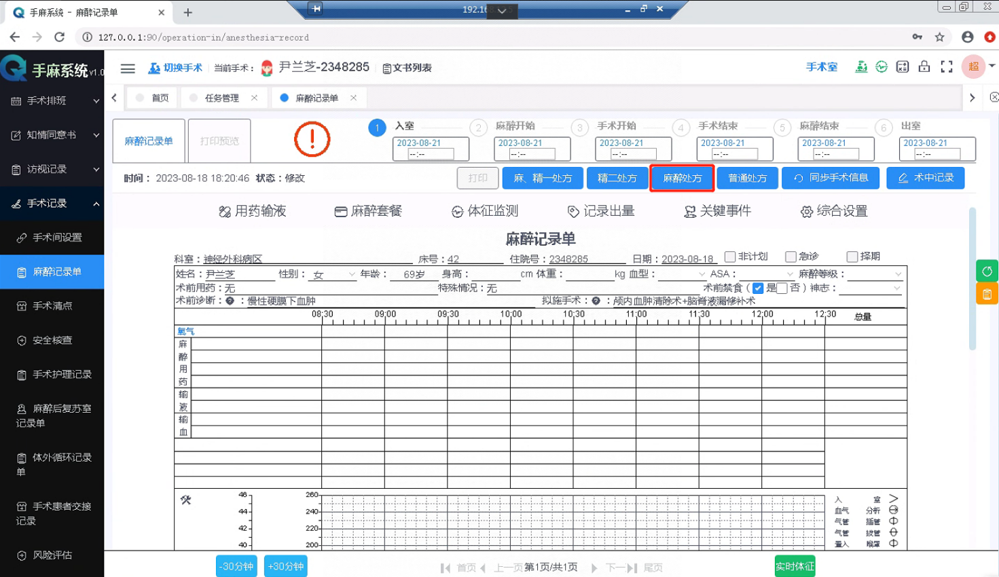 手麻系统 - 麻醉记录单
192.16
127.0.0.1:90/operation-in/anesthesia-record
手麻系统v1.0
切换手术 当前手术： 尹兰芝-2348285 文书列表
手术室 超
首页 任务管理 麻醉记录单
手术排班
知情同意书
访视记录
手术记录
手术间设置
麻醉记录单
手术清点
安全核查
手术护理记录
麻醉后复苏室
记录单
体外循环记录
单
手术患者交接
记录
风险评估
麻醉记录单 打印预览
1 入室 2 麻醉开始 3 手术开始 4 手术结束 5 麻醉结束 6 出室
2023-08-21 2023-08-21 2023-08-21 2023-08-21 2023-08-21 2023-08-21
--:-- --:-- --:-- --:-- --:-- --:--
时间： 2023-08-18 18:20:46 状态：修改
打印 麻、精一处方 精二处方 麻醉处方 普通处方 同步手术信息 术中记录
用药输液 麻醉套餐 体征监测 记录出量 关键事件 综合设置
麻醉记录单
科室：神经外科病区 床号：42 住院号：2348285 日期：2023-08-18 非计划 急诊 择期
姓名：尹兰芝 性别： 女 年龄： 69岁 身高： cm 体重： kg 血型： ASA： 麻醉等级：
术前用药：无 特殊情况：无 术前禁食（ 是 否）神志：
术前诊断： ：慢性硬膜下血肿 拟施手术： ：颅内血肿清除术+脑脊液漏修补术
08:30 09:00 09:30 10:00 10:30 11:00 11:30 12:00 12:30 总量
氧气
麻
醉
用
药
输
液
输
血
46 260
44 240
42 220
40 200
入 室
血气 分析
气管 插管
气管 拔管
置入 喉罩
-30分钟 +30分钟 首页 上一页 第1页/共1页 下一 尾页 实时体征